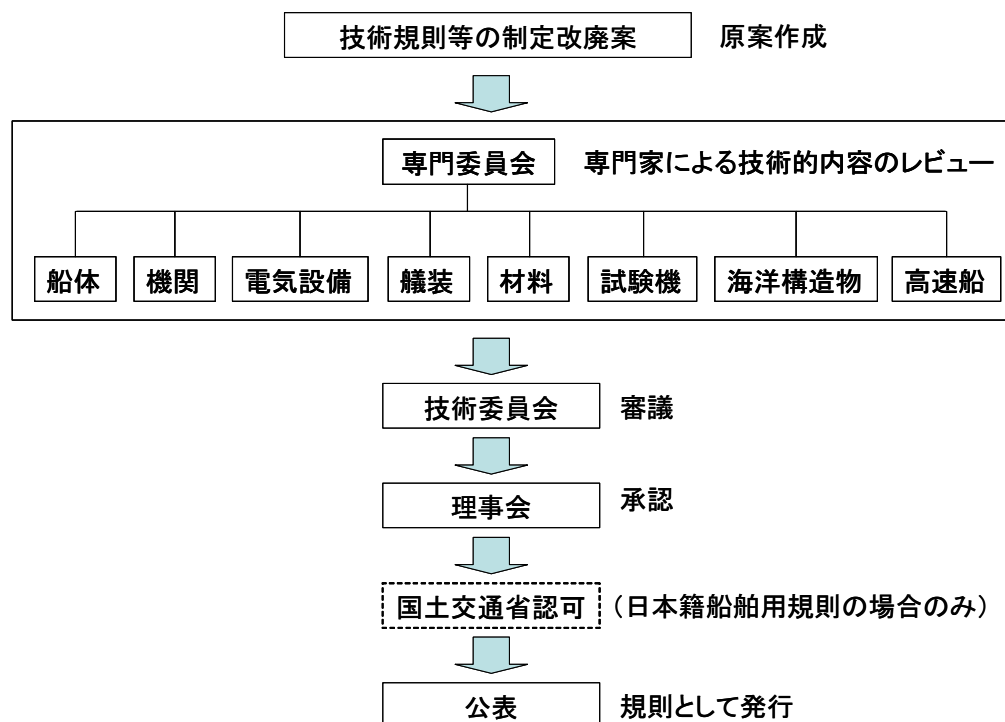 技術規則等の制定改廃案 原案作成
専門委員会 専門家による技術的内容のレビュー
船体 機関 電気設備 艤装 材料 試験機 海洋構造物 高速船
技術委員会 審議
理事会 承認
国土交通省認可 （日本籍船舶用規則の場合のみ）
公表 規則として発行